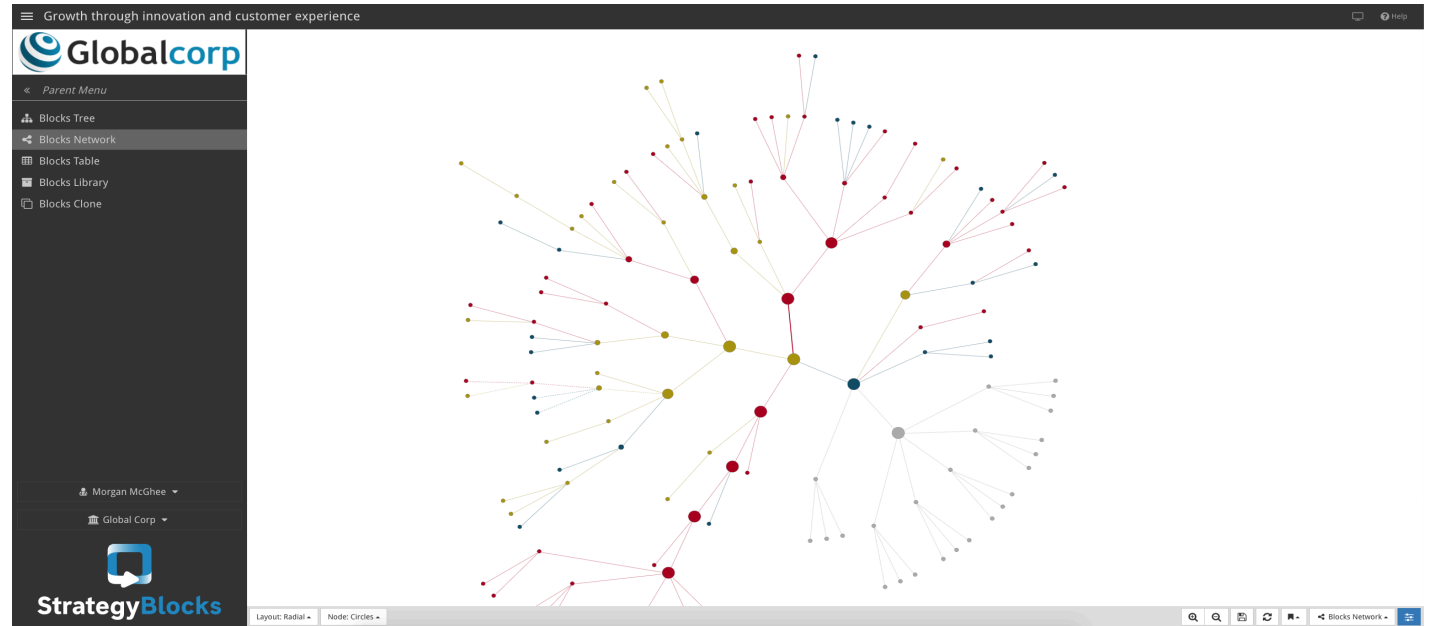 Growth through innovation and customer experience
Help
Globalcorp
« Parent Menu
Blocks Tree
Blocks Network
Blocks Table
Blocks Library
Blocks Clone
Morgan McGhee
Global Corp
StrategyBlocks
Layout: Radial
Node: Circles
Blocks Network